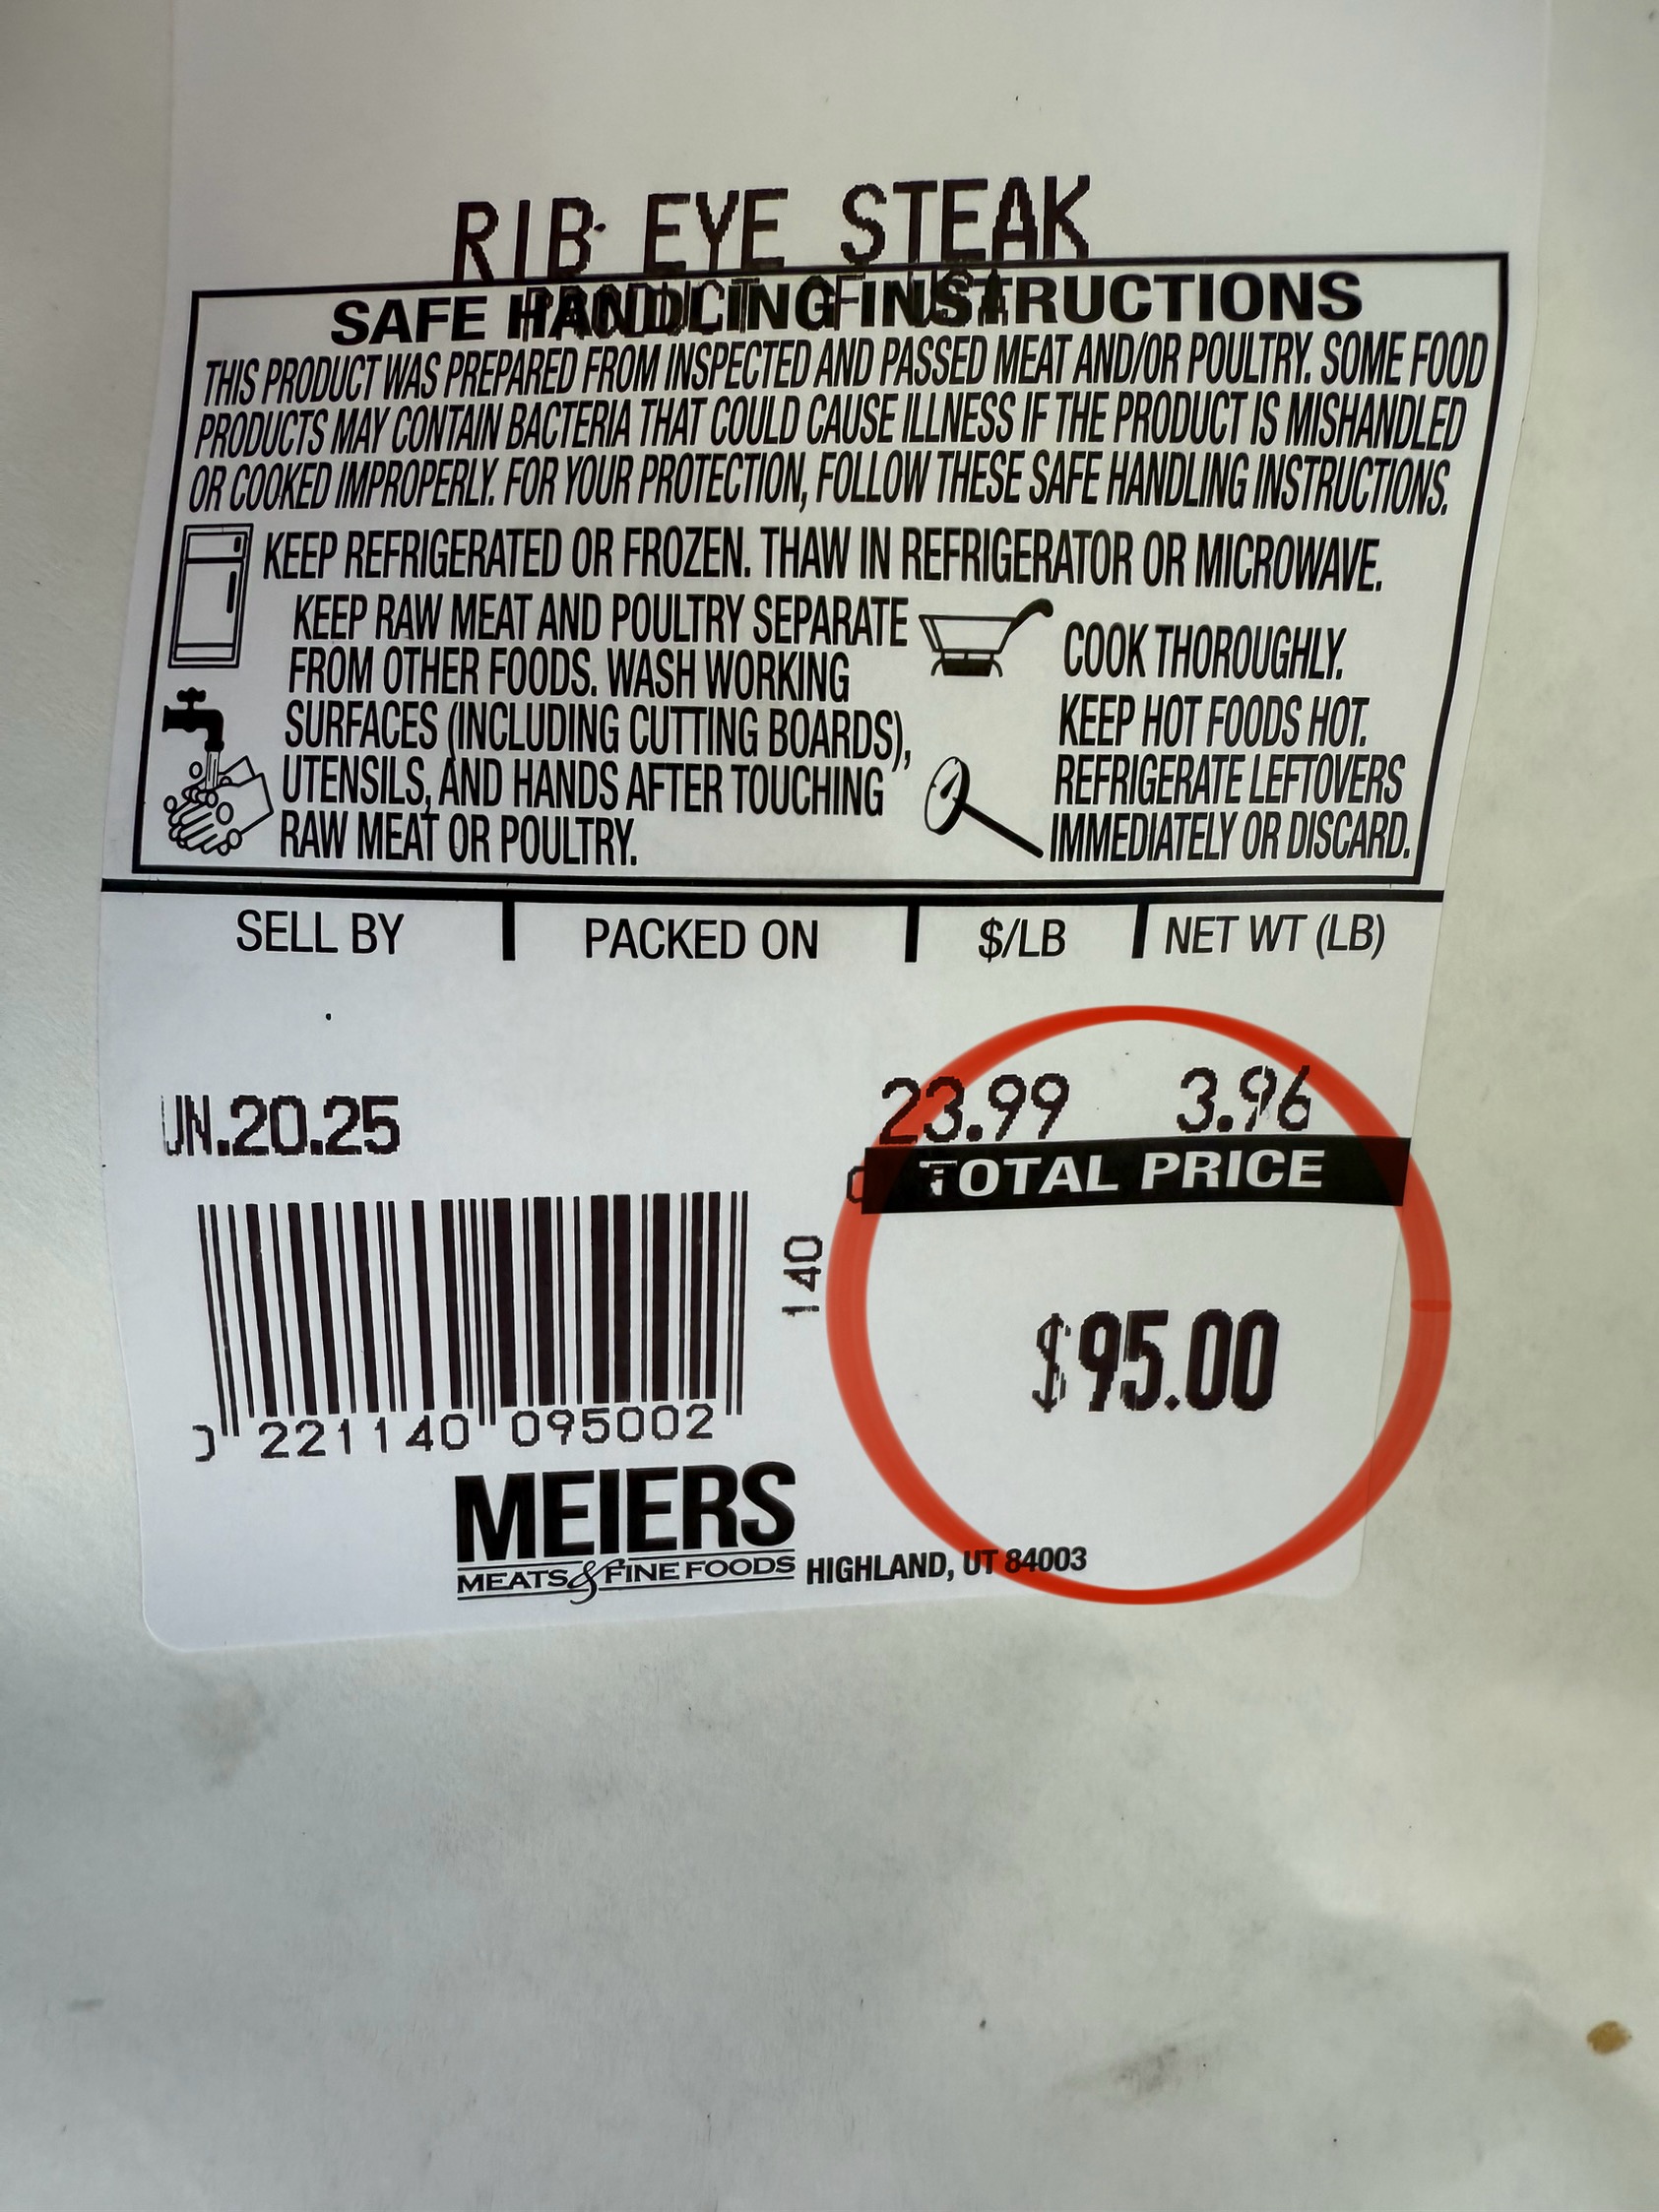 RIB EYE STEAK
PRODUCT OF USA
SAFE HANDLING INSTRUCTIONS
THIS PRODUCT WAS PREPARED FROM INSPECTED AND PASSED MEAT AND/OR POULTRY. SOME FOOD
PRODUCTS MAY CONTAIN BACTERIA THAT COULD CAUSE ILLNESS IF THE PRODUCT IS MISHANDLED
OR COOKED IMPROPERLY. FOR YOUR PROTECTION, FOLLOW THESE SAFE HANDLING INSTRUCTIONS.
KEEP REFRIGERATED OR FROZEN. THAW IN REFRIGERATOR OR MICROWAVE.
KEEP RAW MEAT AND POULTRY SEPARATE
FROM OTHER FOODS. WASH WORKING
SURFACES (INCLUDING CUTTING BOARDS),
UTENSILS, AND HANDS AFTER TOUCHING
RAW MEAT OR POULTRY.
COOK THOROUGHLY.
KEEP HOT FOODS HOT.
REFRIGERATE LEFTOVERS
IMMEDIATELY OR DISCARD.
SELL BY PACKED ON $/LB NET WT (LB)
UN.20.25 23.99 3.96
TOTAL PRICE
140
$95.00
221140 095002
MEIERS
MEATS & FINE FOODS HIGHLAND, UT 84003